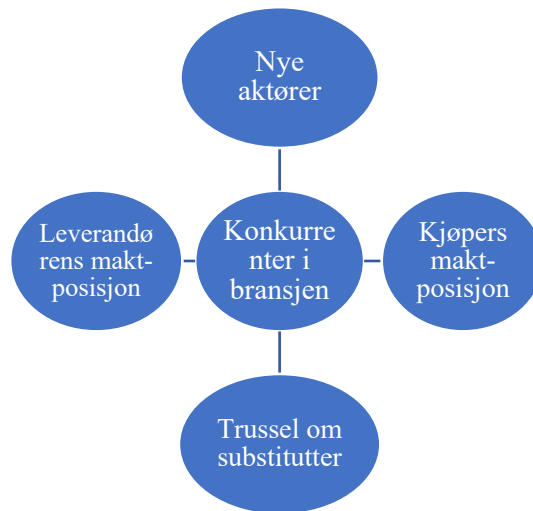 Nye
aktører
Leverandø
rens makt-
posisjon
Konkurre
nter i
bransjen
Kjøpers
makt-
posisjon
Trussel om
substitutter